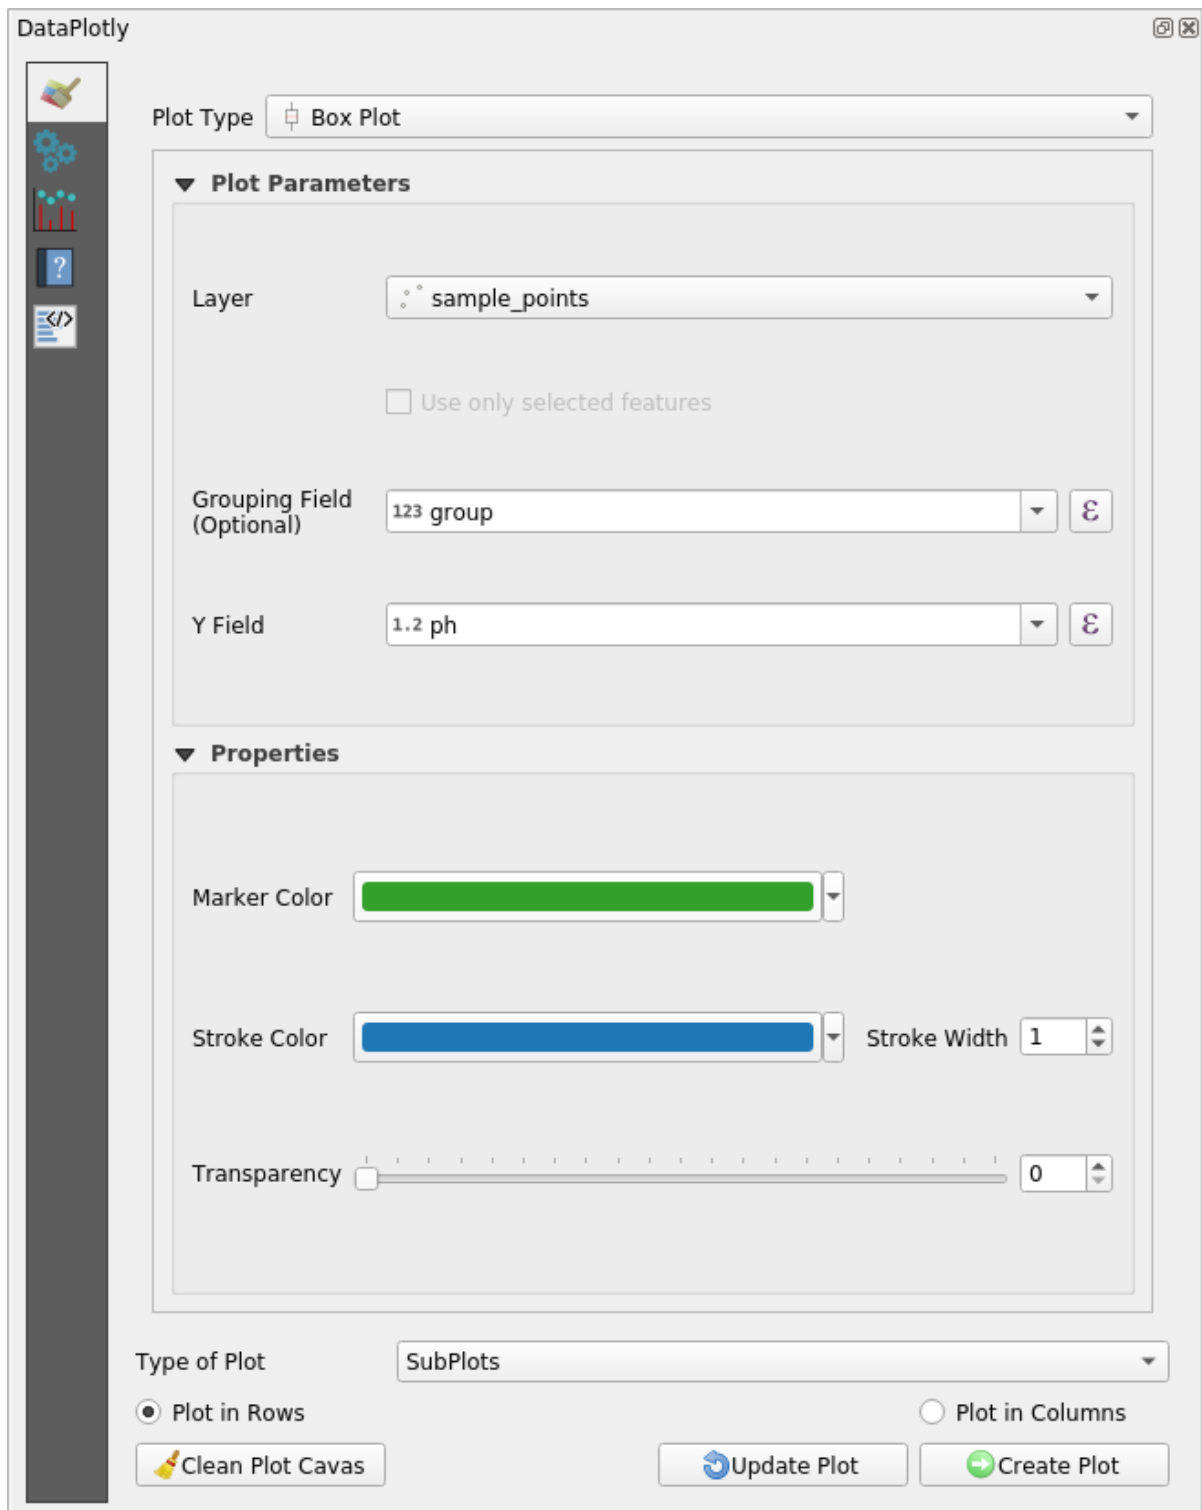 DataPlotly
Plot Type Box Plot
Plot Parameters
Layer sample_points
Use only selected features
Grouping Field
(Optional)
123 group ε
Y Field 1.2 ph ε
Properties
Marker Color
Stroke Color Stroke Width 1
Transparency 0
Type of Plot SubPlots
Plot in Rows Plot in Columns
Clean Plot Cavas Update Plot Create Plot